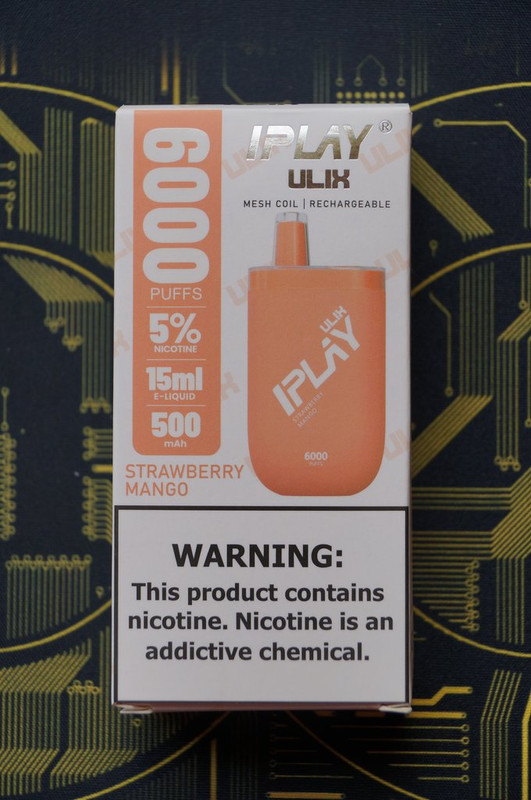 IPLAY®
ULIX
MESH COIL | RECHARGEABLE
6000
PUFFS
5%
NICOTINE
15ml
E-LIQUID
500
mAh
STRAWBERRY
MANGO
ULIX
IPLAY
STRAWBERRY
MANGO
6000
PUFFS
WARNING:
This product contains
nicotine. Nicotine is an
addictive chemical.